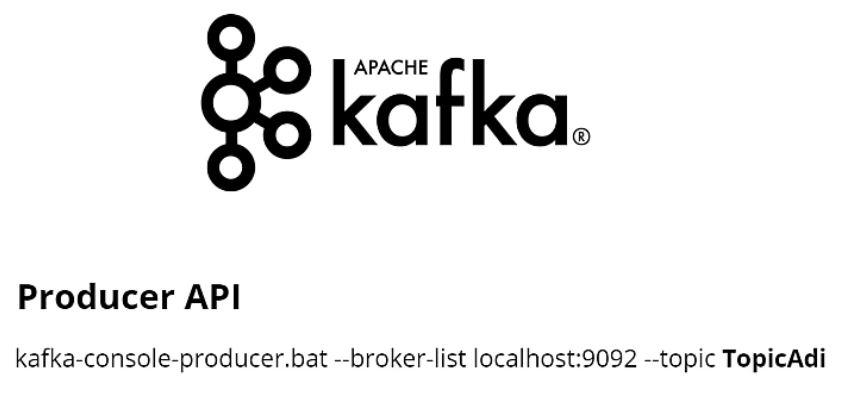 APACHE
kafka®
Producer API
kafka-console-producer.bat --broker-list localhost:9092 --topic TopicAdi